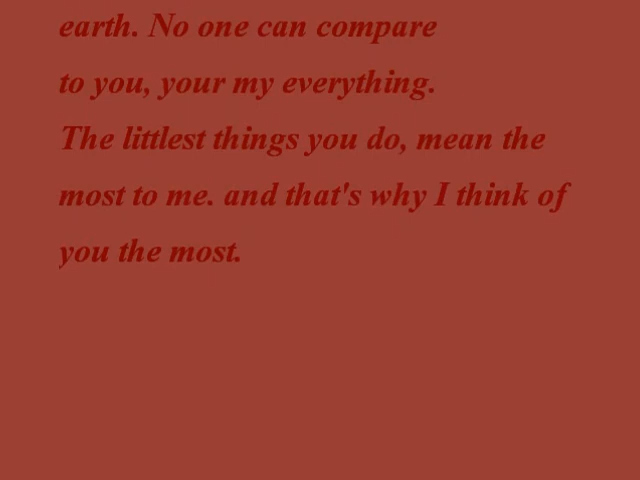 earth. No one can compare
to you, your my everything.
The littlest things you do, mean the
most to me. and that's why I think of
you the most.